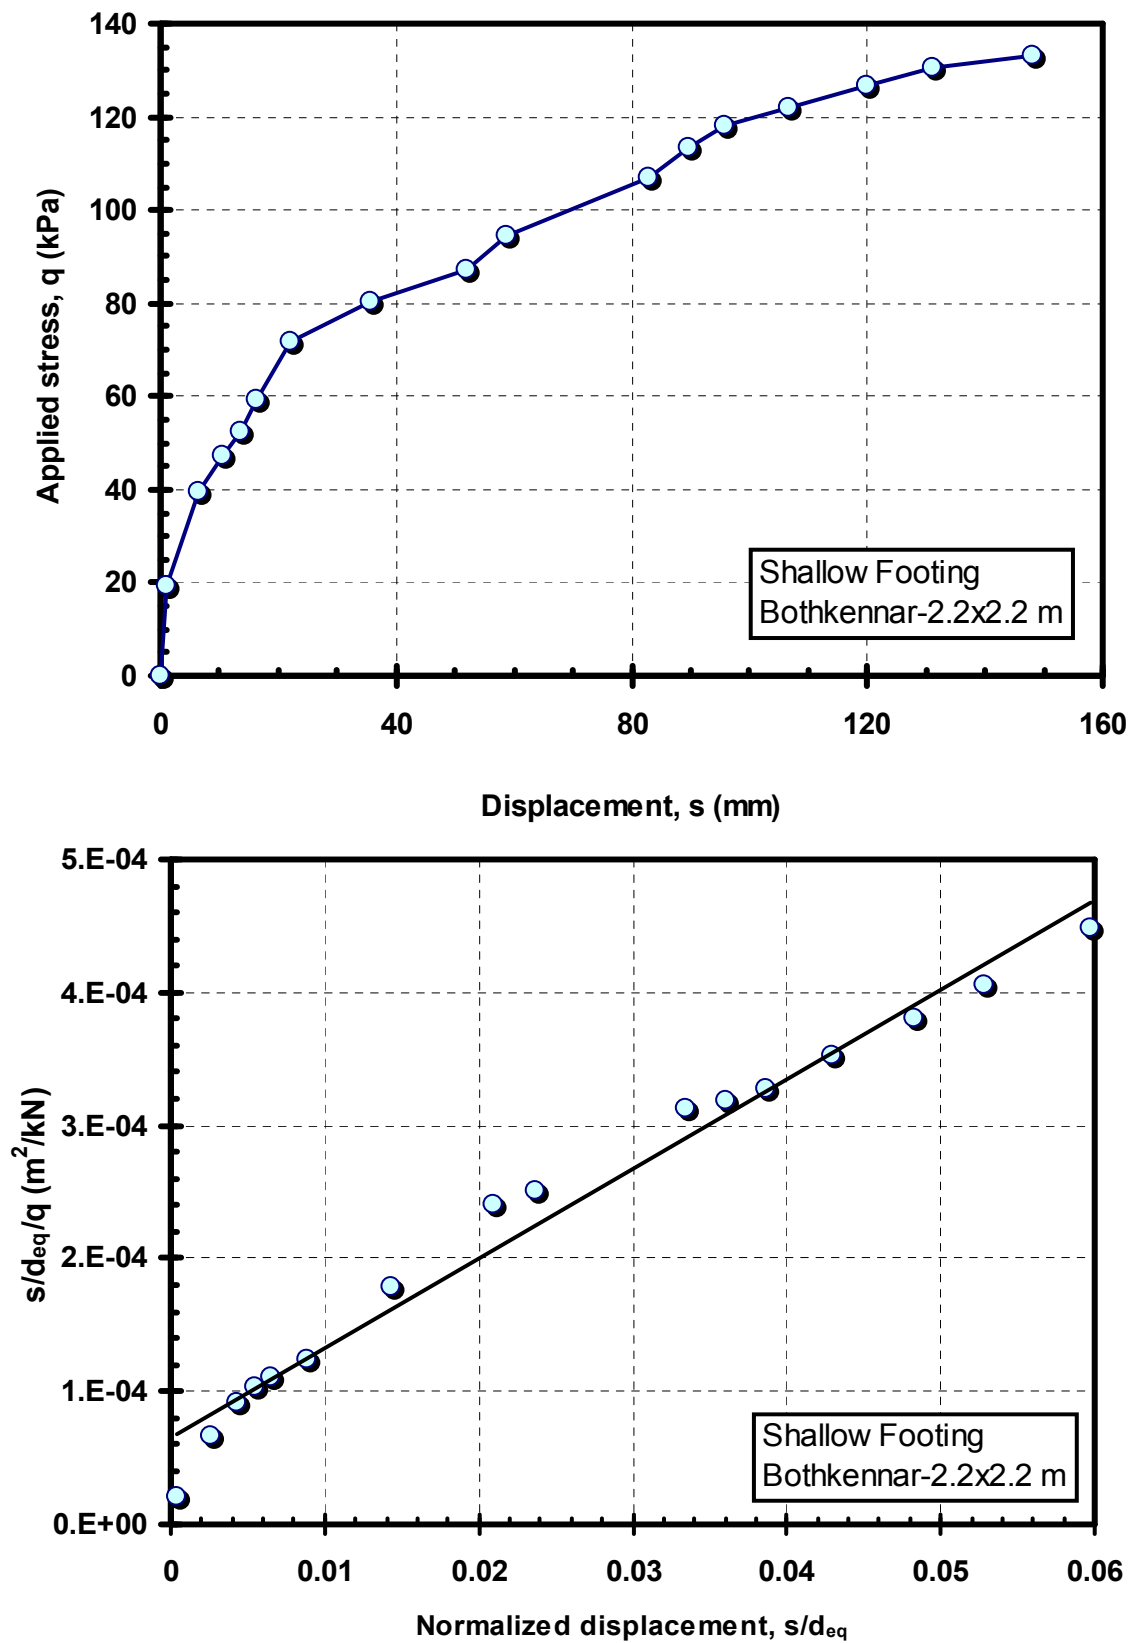 140
120
100
80
60
40
20
0
Applied stress, q (kPa)
Shallow Footing
Bothkennar-2.2x2.2 m
0 40 80 120 160
Displacement, s (mm)
5.E-04
4.E-04
3.E-04
2.E-04
1.E-04
0.E+00
s/deq/q (m²/kN)
Shallow Footing
Bothkennar-2.2x2.2 m
0 0.01 0.02 0.03 0.04 0.05 0.06
Normalized displacement, s/deq